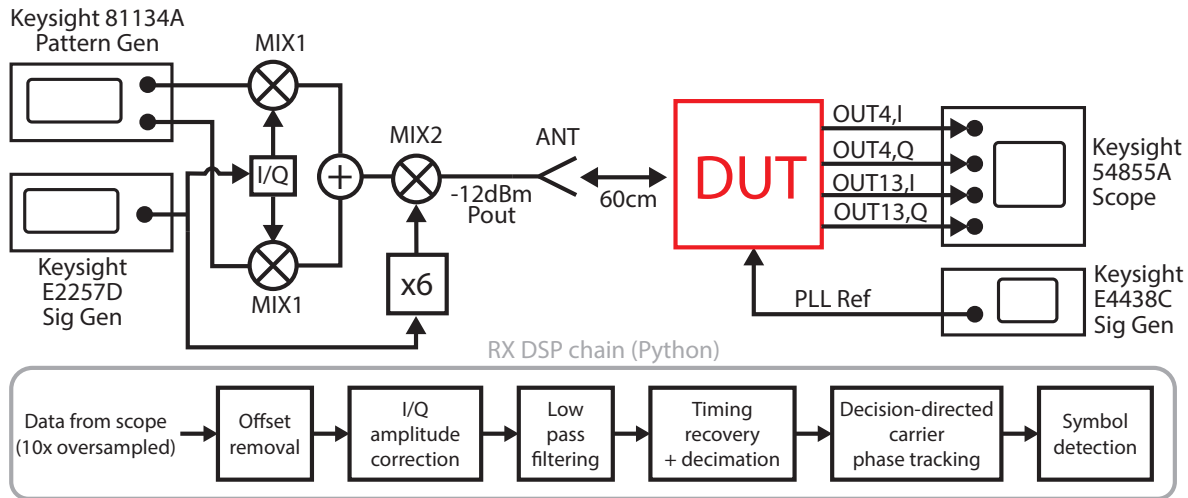 Keysight 81134A
Pattern Gen
MIX1
I/Q
MIX1
Keysight
E2257D
Sig Gen
+
MIX2
x6
-12dBm
Pout
ANT
60cm
DUT
OUT4,I
OUT4,Q
OUT13,I
OUT13,Q
Keysight
54855A
Scope
PLL Ref
Keysight
E4438C
Sig Gen
RX DSP chain (Python)
Data from scope
(10x oversampled)
Offset
removal
I/Q
amplitude
correction
Low
pass
filtering
Timing
recovery
+ decimation
Decision-directed
carrier
phase tracking
Symbol
detection